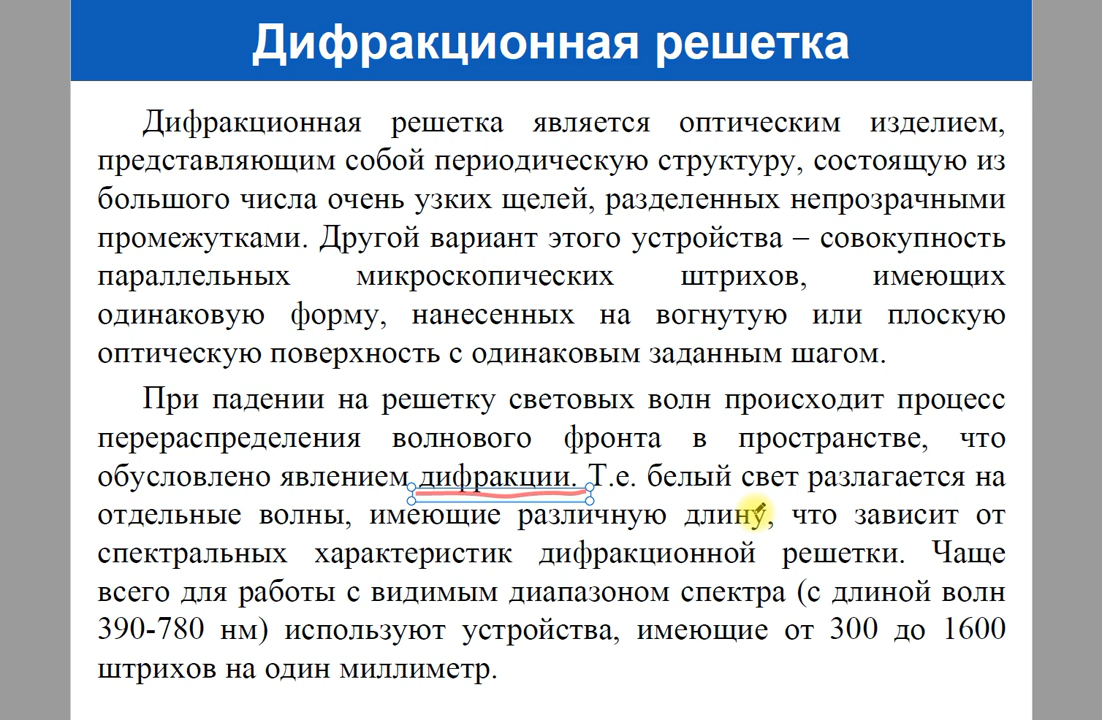 Дифракционная решетка
Дифракционная решетка является оптическим изделием,
представляющим собой периодическую структуру, состоящую из
большого числа очень узких щелей, разделенных непрозрачными
промежутками. Другой вариант этого устройства – совокупность
параллельных микроскопических штрихов, имеющих
одинаковую форму, нанесенных на вогнутую или плоскую
оптическую поверхность с одинаковым заданным шагом.
При падении на решетку световых волн происходит процесс
перераспределения волнового фронта в пространстве, что
обусловлено явлением дифракции. Т.е. белый свет разлагается на
отдельные волны, имеющие различную длину, что зависит от
спектральных характеристик дифракционной решетки. Чаще
всего для работы с видимым диапазоном спектра (с длиной волн
390-780 нм) используют устройства, имеющие от 300 до 1600
штрихов на один миллиметр.